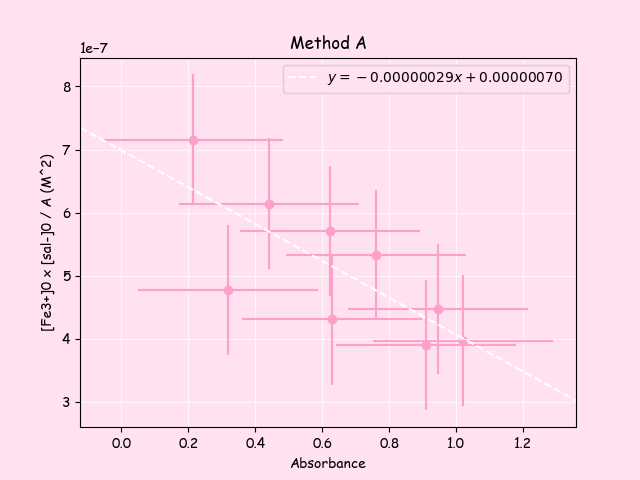 Method A
1e−7
y = −0.00000029x + 0.00000070
8
7
6
5
4
3
[Fe3+]0 x [sal-]0 / A (M^2)
0.0 0.2 0.4 0.6 0.8 1.0 1.2
Absorbance